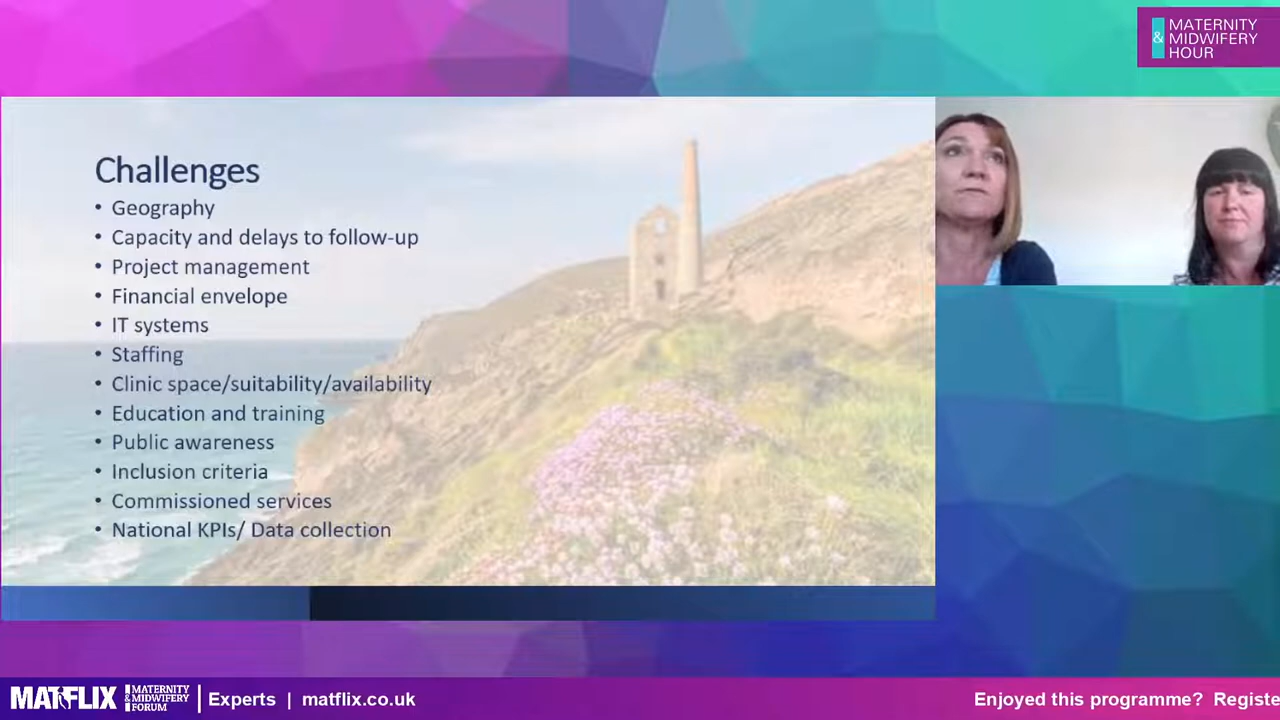 MATERNITY
& MIDWIFERY
HOUR
Challenges
• Geography
• Capacity and delays to follow-up
• Project management
• Financial envelope
• IT systems
• Staffing
• Clinic space/suitability/availability
• Education and training
• Public awareness
• Inclusion criteria
• Commissioned services
• National KPIs/ Data collection
MATFLIX MATERNITY & MIDWIFERY FORUM | Experts | matflix.co.uk
Enjoyed this programme? Registe